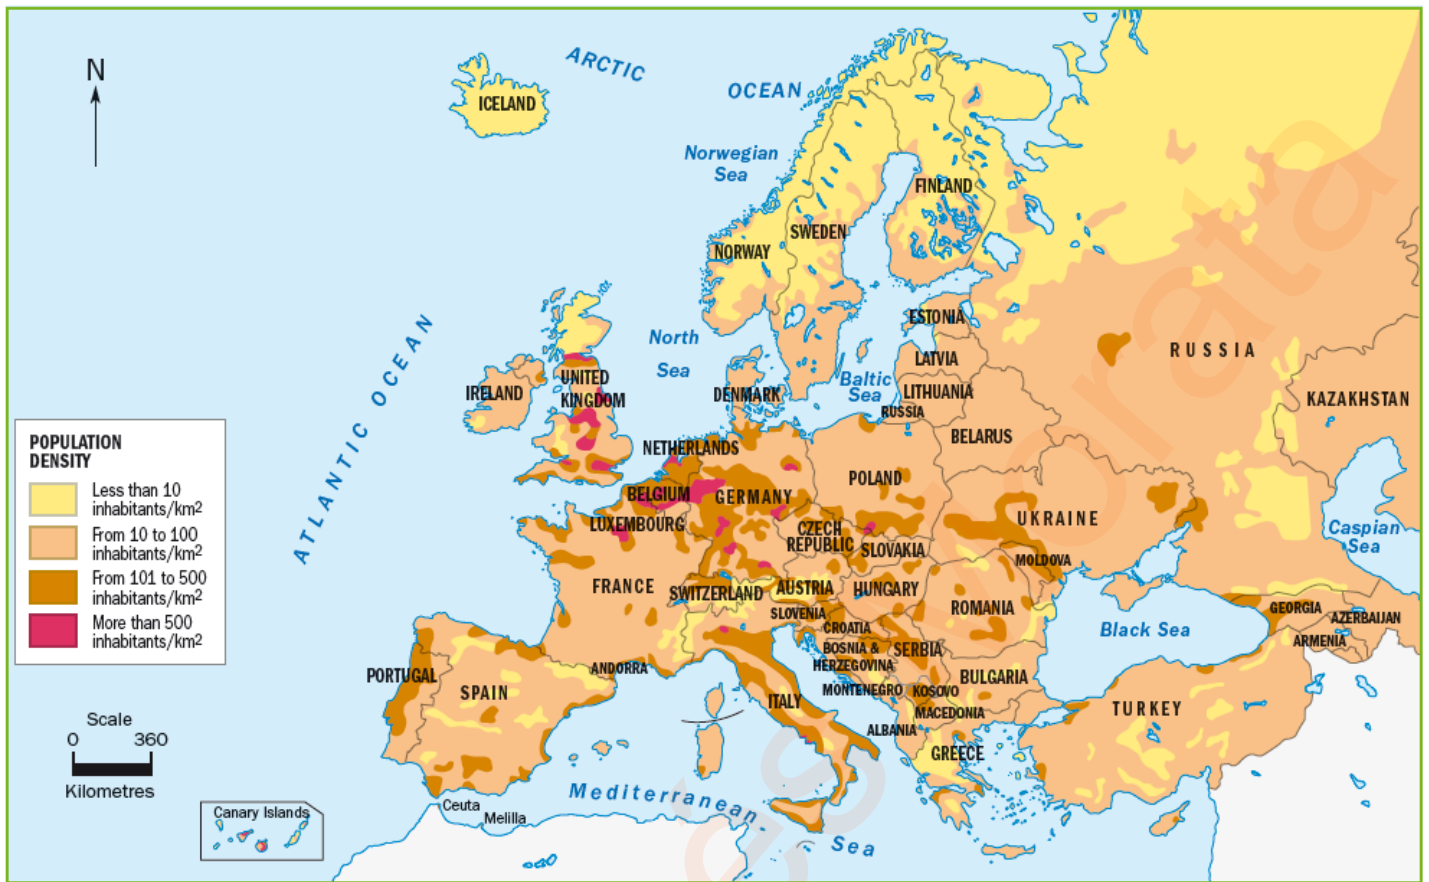 N
ARCTIC
OCEAN
ICELAND
Norwegian
Sea
FINLAND
SWEDEN
NORWAY
ESTONIA
RUSSIA
LATVIA
North
Sea
ATLANTIC OCEAN
IRELAND
UNITED
KINGDOM
DENMARK
Baltic
Sea
LITHUANIA
RUSSIA
KAZAKHSTAN
BELARUS
NETHERLANDS
POLAND
BELGIUM
GERMANY
LUXEMBOURG
UKRAINE
CZECH
REPUBLIC
SLOVAKIA
MOLDOVA
Caspian
Sea
FRANCE
SWITZERLAND
AUSTRIA
HUNGARY
ROMANIA
SLOVENIA
CROATIA
GEORGIA
AZERBAIJAN
ARMENIA
Black Sea
BOSNIA &
HERZEGOVINA
SERBIA
ANDORRA
PORTUGAL
SPAIN
ITALY
MONTENEGRO
KOSOVO
BULGARIA
MACEDONIA
ALBANIA
TURKEY
GREECE
Mediterranean
Sea
Ceuta
Melilla
Canary Islands
POPULATION
DENSITY
Less than 10
inhabitants/km2
From 10 to 100
inhabitants/km2
From 101 to 500
inhabitants/km2
More than 500
inhabitants/km2
Scale
0 360
Kilometres